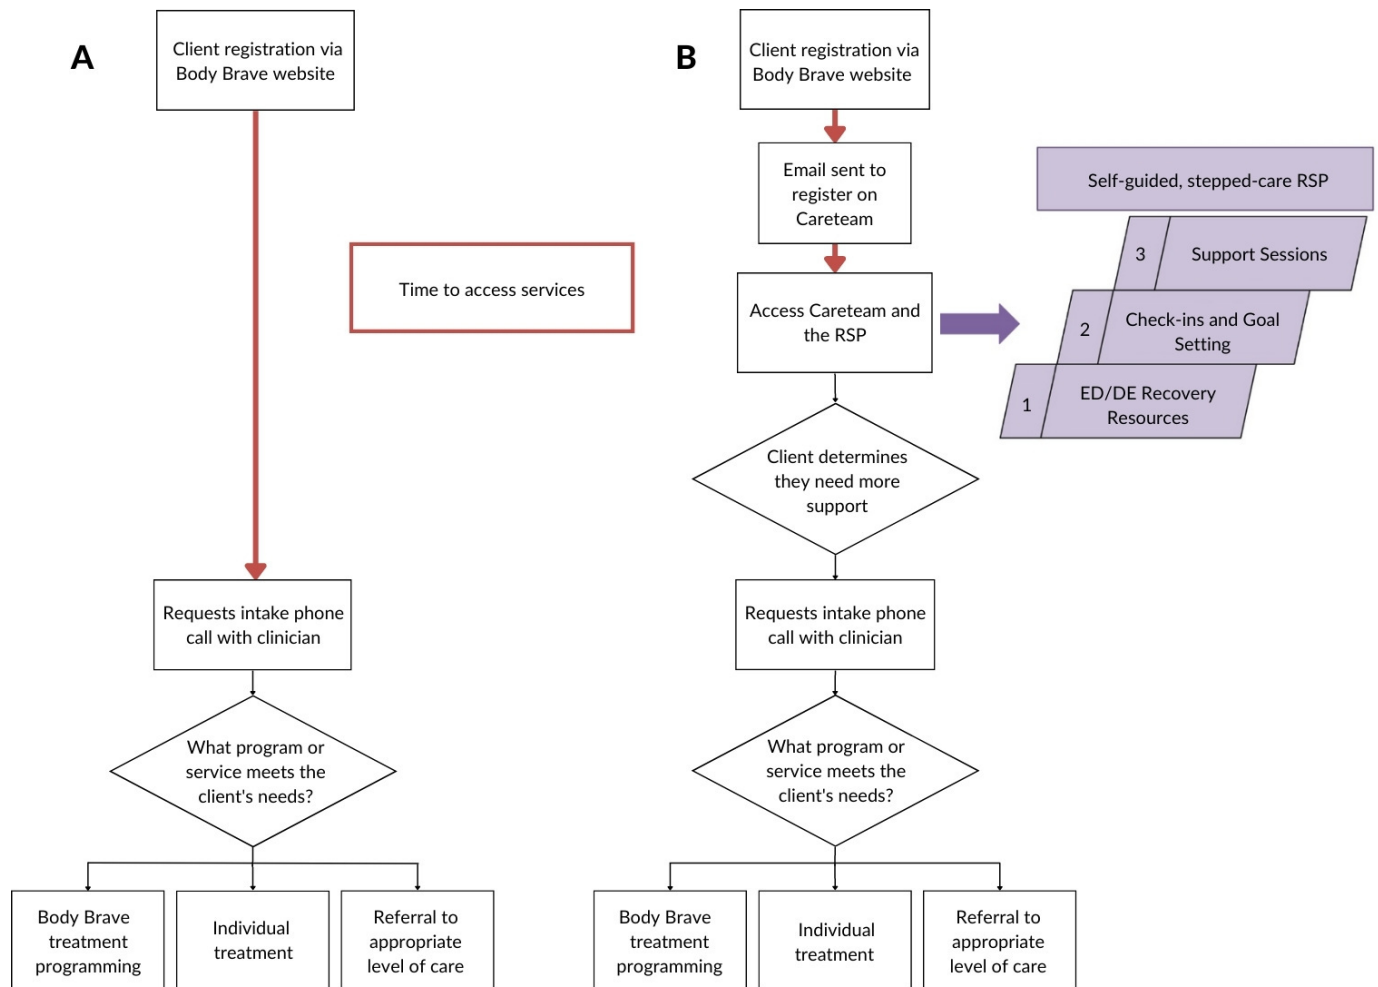 A
Client registration via
Body Brave website
Time to access services
Requests intake phone
call with clinician
What program or
service meets the
client's needs?
Body Brave
treatment
programming
Individual
treatment
Referral to
appropriate
level of care
B
Client registration via
Body Brave website
Email sent to
register on
Careteam
Access Careteam and
the RSP
Self-guided, stepped-care RSP
3
Support Sessions
2
Check-ins and Goal
Setting
1
ED/DE Recovery
Resources
Client determines
they need more
support
Requests intake phone
call with clinician
What program or
service meets the
client's needs?
Body Brave
treatment
programming
Individual
treatment
Referral to
appropriate
level of care